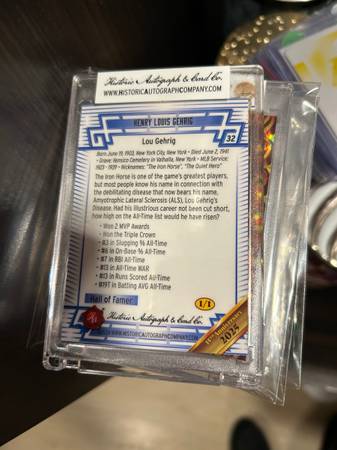 Historic Autograph & Card Co.
WWW.HISTORICAUTOGRAPHCOMPANY.COM
HENRY LOUIS GEHRIG
32
Lou Gehrig
Born: June 19, 1903, New York City, New York • Died June 2, 1941
• Grave: Kensico Cemetery in Valhalla, New York • MLB Service:
1923 - 1939 • Nicknames: "The Iron Horse", "The Quiet Hero"
The Iron Horse is one of the game's greatest players,
but most people know his name in connection with
the debilitating disease that now bears his name,
Amyotrophic Lateral Sclerosis (ALS), Lou Gehrig's
Disease. Had his illustrious career not been cut short,
how high on the All-Time list would he have risen?
- Won 2 MVP Awards
- Won the Triple Crown
- #3 in Slugging % All-Time
- #6 in On-Base % All-Time
- #7 in RBI All-Time
- #13 in All-Time WAR
- #13 in Runs Scored All-Time
- #19T in Batting AVG All-Time
Hall of Famer
1/1
Historic Autograph & Card Co.
WWW.HISTORICAUTOGRAPHCOMPANY.COM
2025